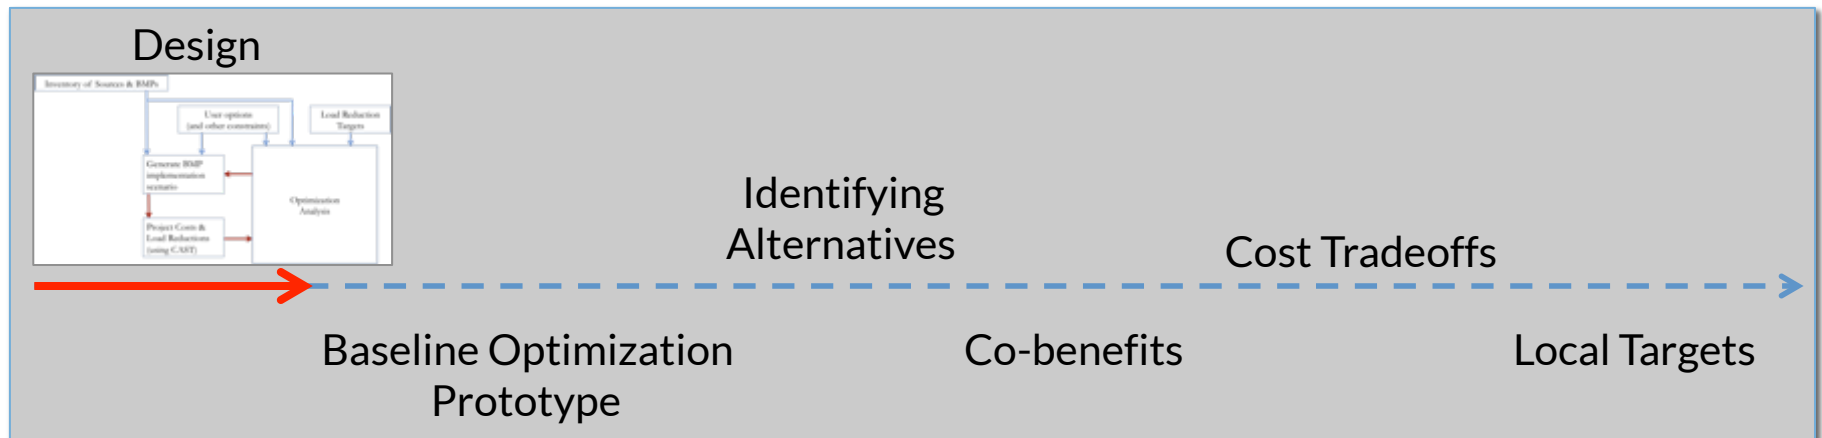 Design
Inventory of Sources & BMPs
User options
(and other constraints)
Load Reduction
Targets
Generate BMP
implementation
scenario
Optimization
Analysis
Project Costs &
Load Reductions
(using CAST)
Identifying
Alternatives
Cost Tradeoffs
Baseline Optimization
Prototype
Co-benefits
Local Targets